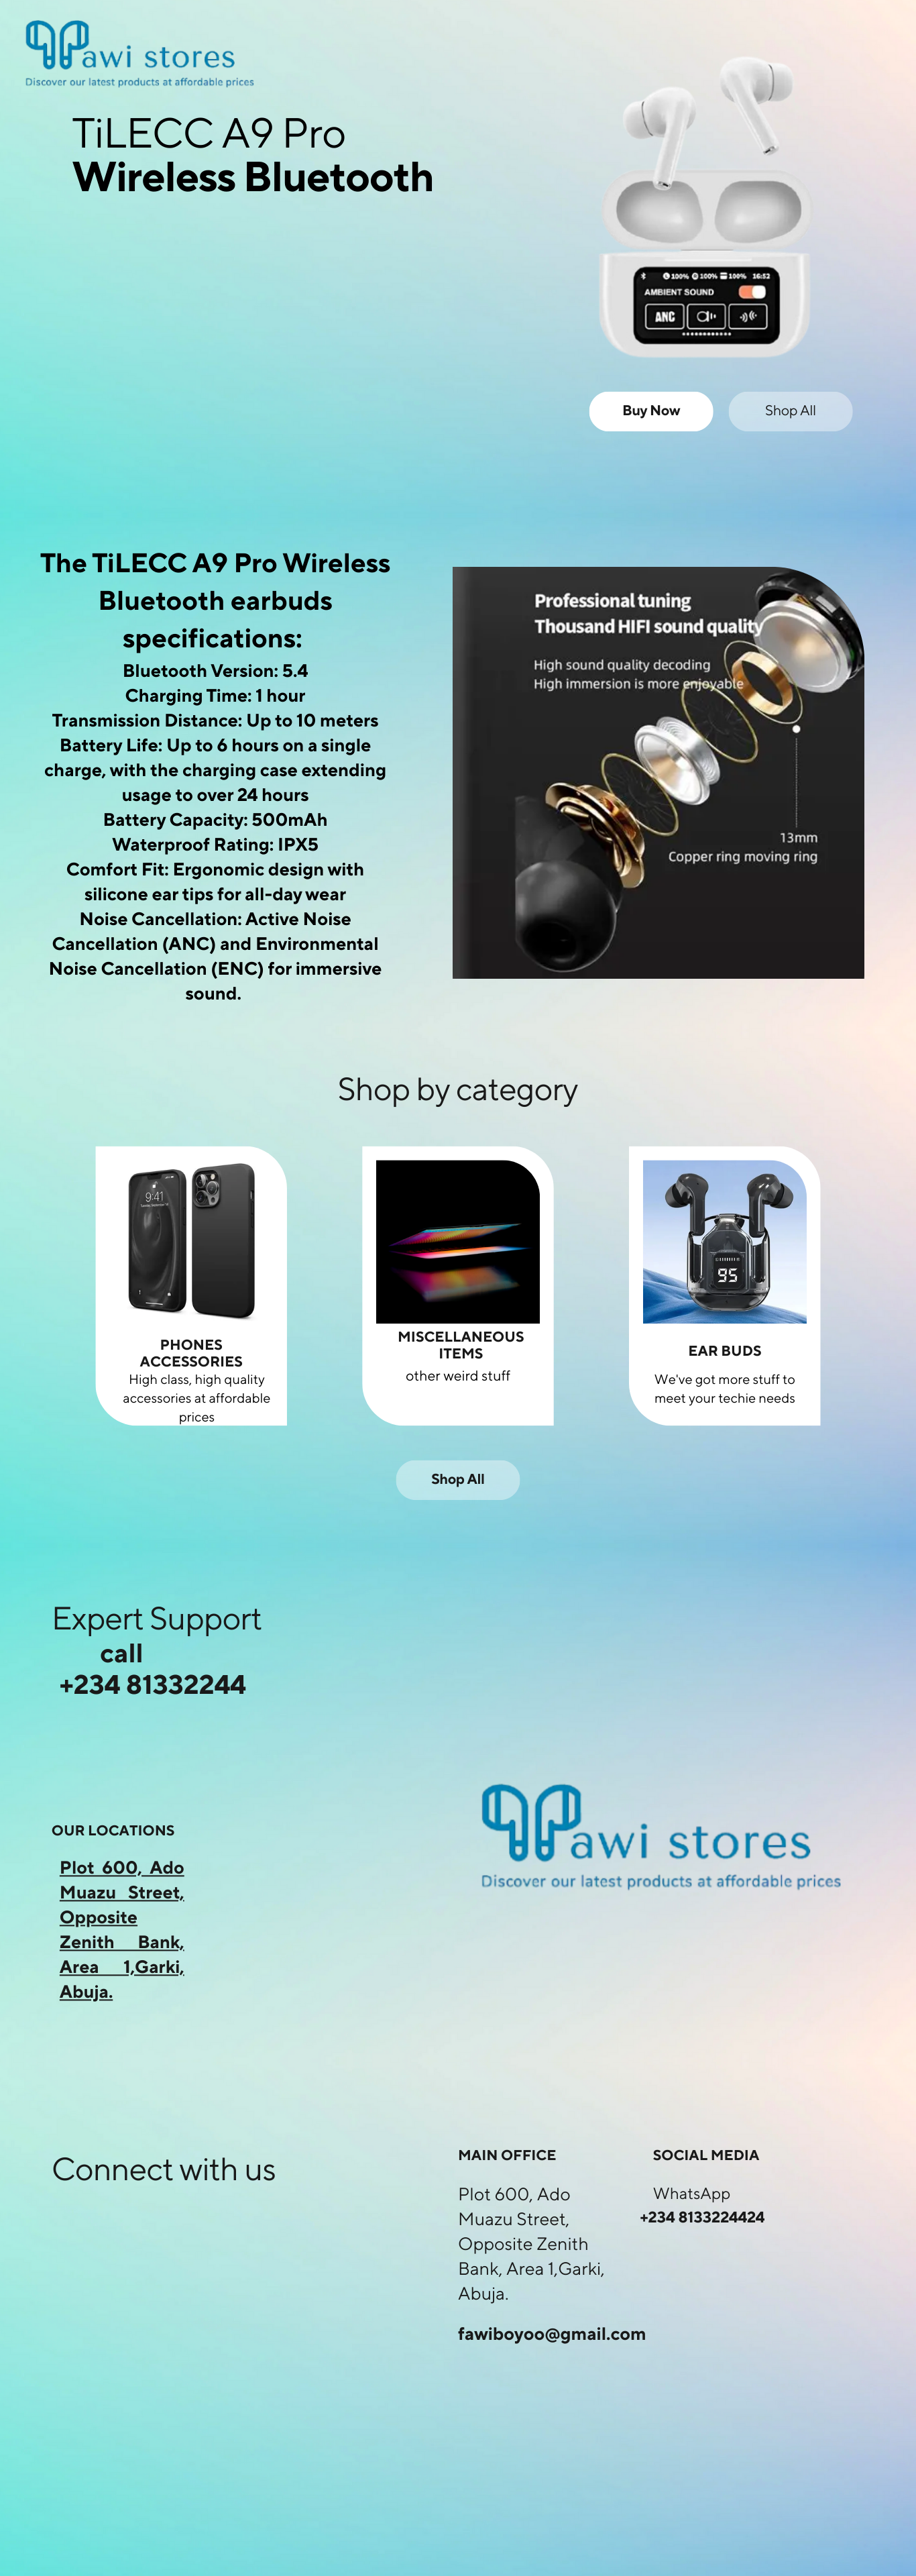 Pawi stores
Discover our latest products at affordable prices
TiLECC A9 Pro
Wireless Bluetooth
100% 100% 100% 16:52
AMBIENT SOUND
ANC
Buy Now
Shop All
The TiLECC A9 Pro Wireless
Bluetooth earbuds
specifications:
Bluetooth Version: 5.4
Charging Time: 1 hour
Transmission Distance: Up to 10 meters
Battery Life: Up to 6 hours on a single
charge, with the charging case extending
usage to over 24 hours
Battery Capacity: 500mAh
Waterproof Rating: IPX5
Comfort Fit: Ergonomic design with
silicone ear tips for all-day wear
Noise Cancellation: Active Noise
Cancellation (ANC) and Environmental
Noise Cancellation (ENC) for immersive
sound.
Professional tuning
Thousand HIFI sound quality
High sound quality decoding
High immersion is more enjoyable
13mm
Copper ring moving ring
Shop by category
9:41
PHONES
ACCESSORIES
High class, high quality
accessories at affordable
prices
MISCELLANEOUS
ITEMS
other weird stuff
95
EAR BUDS
We've got more stuff to
meet your techie needs
Shop All
Expert Support
call
+234 81332244
OUR LOCATIONS
Plot 600, Ado
Muazu Street,
Opposite
Zenith Bank,
Area 1,Garki,
Abuja.
Pawi stores
Discover our latest products at affordable prices
Connect with us
MAIN OFFICE
Plot 600, Ado
Muazu Street,
Opposite Zenith
Bank, Area 1,Garki,
Abuja.
fawiboyoo@gmail.com
SOCIAL MEDIA
WhatsApp
+234 8133224424